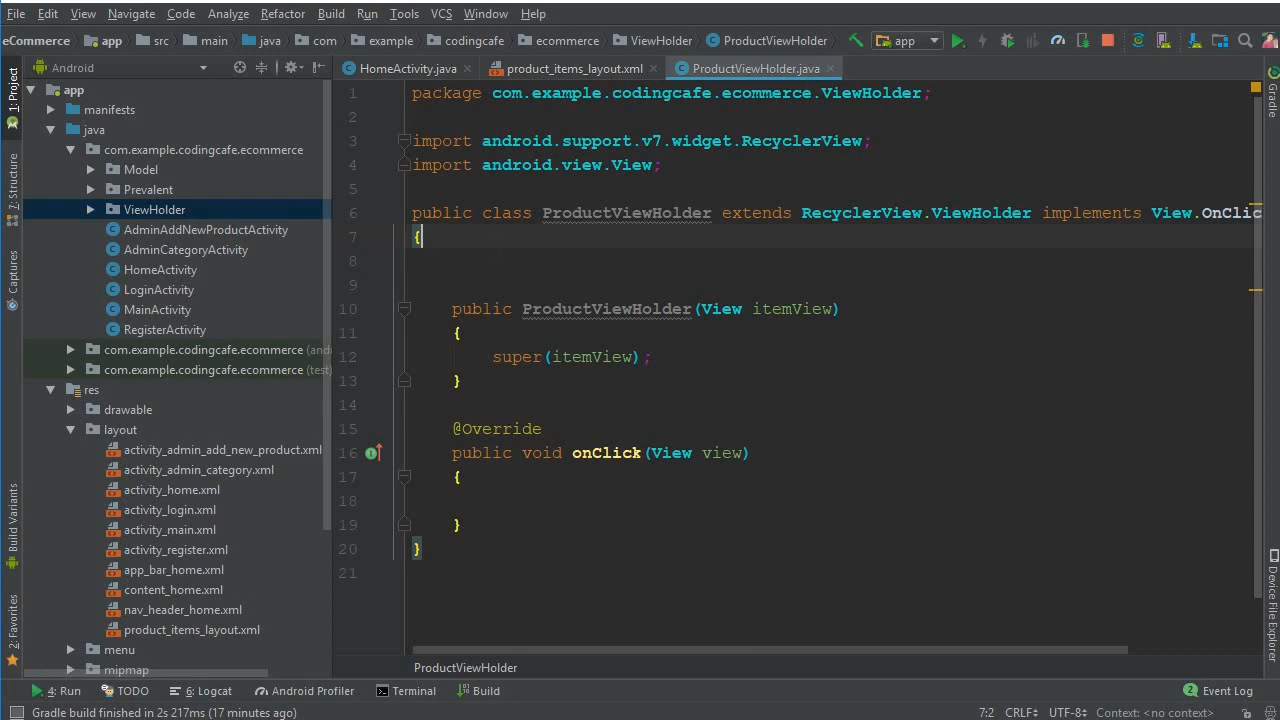 File Edit View Navigate Code Analyze Refactor Build Run Tools VCS Window Help
eCommerce app src main java com example codingcafe ecommerce ViewHolder ProductViewHolder app
Android
HomeActivity.java product_items_layout.xml ProductViewHolder.java
1: Project
7: Structure
Captures
Build Variants
2: Favorites
app
manifests
java
com.example.codingcafe.ecommerce
Model
Prevalent
ViewHolder
AdminAddNewProductActivity
AdminCategoryActivity
HomeActivity
LoginActivity
MainActivity
RegisterActivity
com.example.codingcafe.ecommerce (and
com.example.codingcafe.ecommerce (test)
res
drawable
layout
activity_admin_add_new_product.xml
activity_admin_category.xml
activity_home.xml
activity_login.xml
activity_main.xml
activity_register.xml
app_bar_home.xml
content_home.xml
nav_header_home.xml
product_items_layout.xml
menu
mipmap
1 package com.example.codingcafe.ecommerce.ViewHolder;
2
3 import android.support.v7.widget.RecyclerView;
4 import android.view.View;
5
6 public class ProductViewHolder extends RecyclerView.ViewHolder implements View.OnClic
7 {
8
9
10 public ProductViewHolder(View itemView)
11 {
12 super(itemView);
13 }
14
15 @Override
16 public void onClick(View view)
17 {
18
19 }
20 }
21
ProductViewHolder
Gradle
Device File Explorer
4: Run TODO 6: Logcat Android Profiler Terminal Build 2 Event Log
Gradle build finished in 2s 217ms (17 minutes ago) 7:2 CRLF UTF-8 Context: <no context>